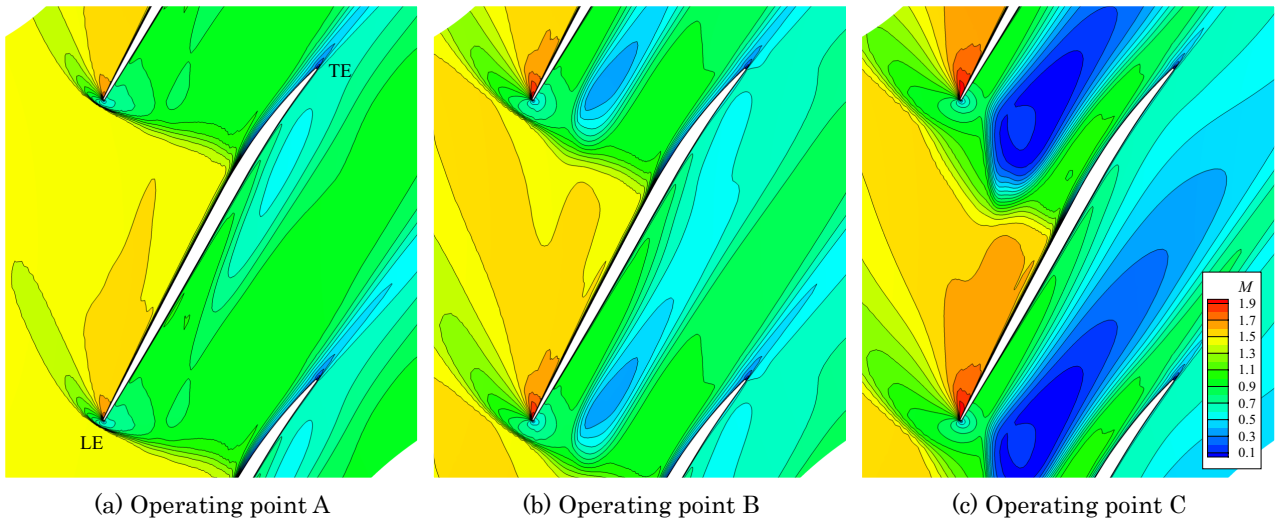 TE
LE
M
1.9
1.7
1.5
1.3
1.1
0.9
0.7
0.5
0.3
0.1
(a) Operating point A
(b) Operating point B
(c) Operating point C